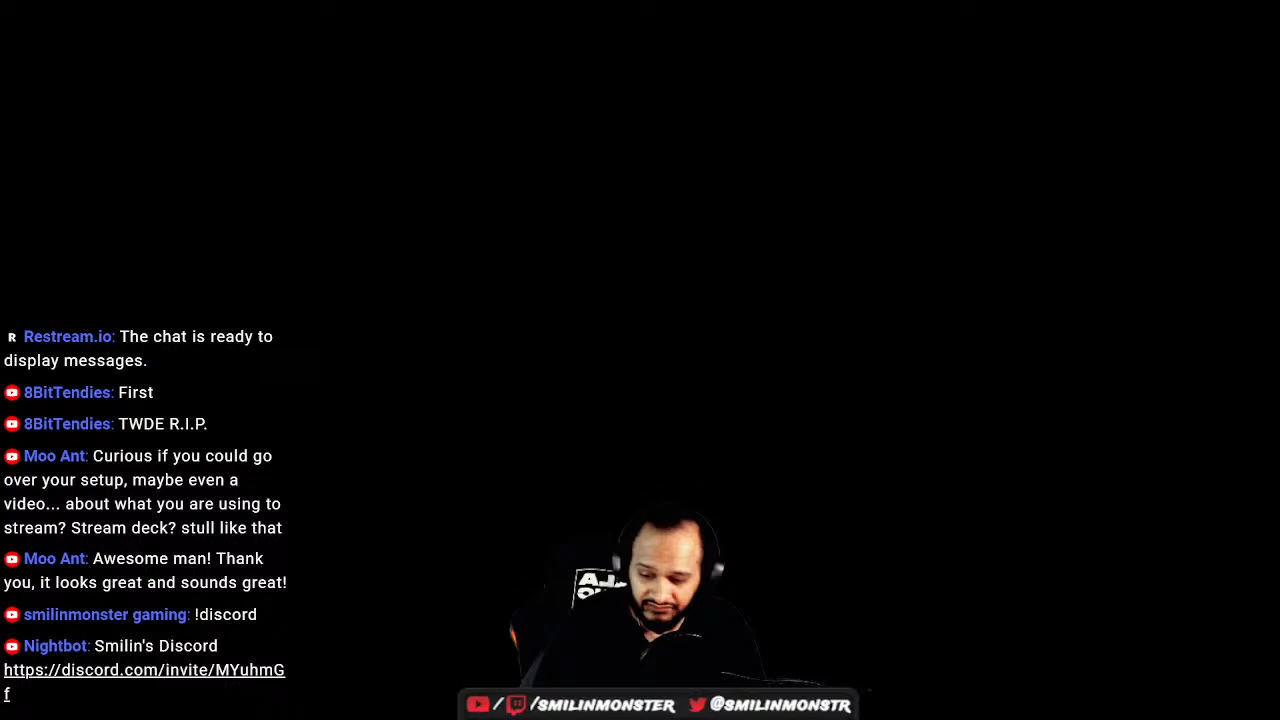 R Restream.io: The chat is ready to
display messages.
8BitTendies: First
8BitTendies: TWDE R.I.P.
Moo Ant: Curious if you could go
over your setup, maybe even a
video... about what you are using to
stream? Stream deck? stull like that
Moo Ant: Awesome man! Thank
you, it looks great and sounds great!
smilinmonster gaming: !discord
Nightbot: Smilin's Discord
https://discord.com/invite/MYuhmG
f
/ /SMILINMONSTER @SMILINMONSTR